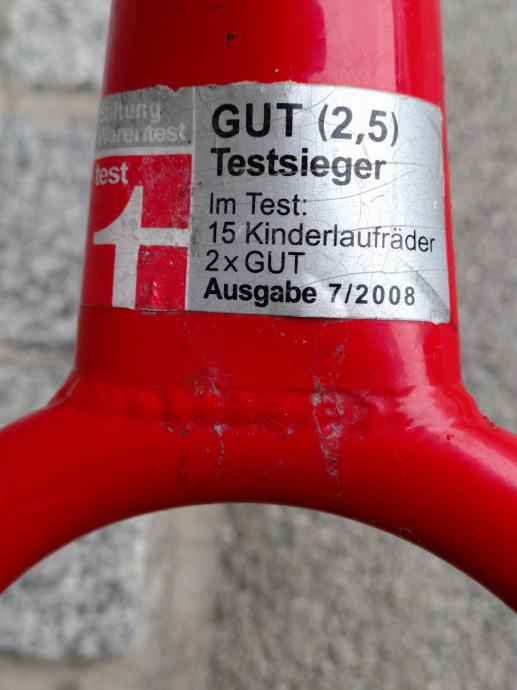 Stiftung
Warentest
test
GUT (2,5)
Testsieger
Im Test:
15 Kinderlaufräder
2 x GUT
Ausgabe 7/2008